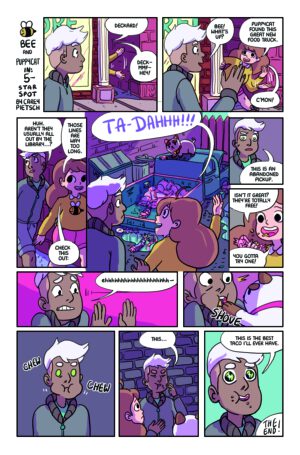 BEE
AND
PUPPYCAT
IN:
5-
STAR
SPOT
BY CAREY
PIETSCH
DECKARD!
DECK-
MMF-
HEY!
BEE!
WHAT'S
UP?
PUPPYCAT
FOUND THIS
GREAT NEW
FOOD TRUCK.
C'MON!
HUH,
AREN'T THEY
USUALLY ALL
OUT BY THE
LIBRARY...?
THOSE
LINES
ARE
WAY
TOO
LONG.
CHECK
THIS
OUT:
TA-DAHHH!!!
THIS IS AN
ABANDONED
PICKUP.
ISN'T IT GREAT?
THEY'RE TOTALLY
FREE!
YOU GOTTA
TRY ONE!
SHOVE
CHEW
CHEW
THIS...
THIS IS THE BEST
TACO I'LL EVER HAVE.
THE
END